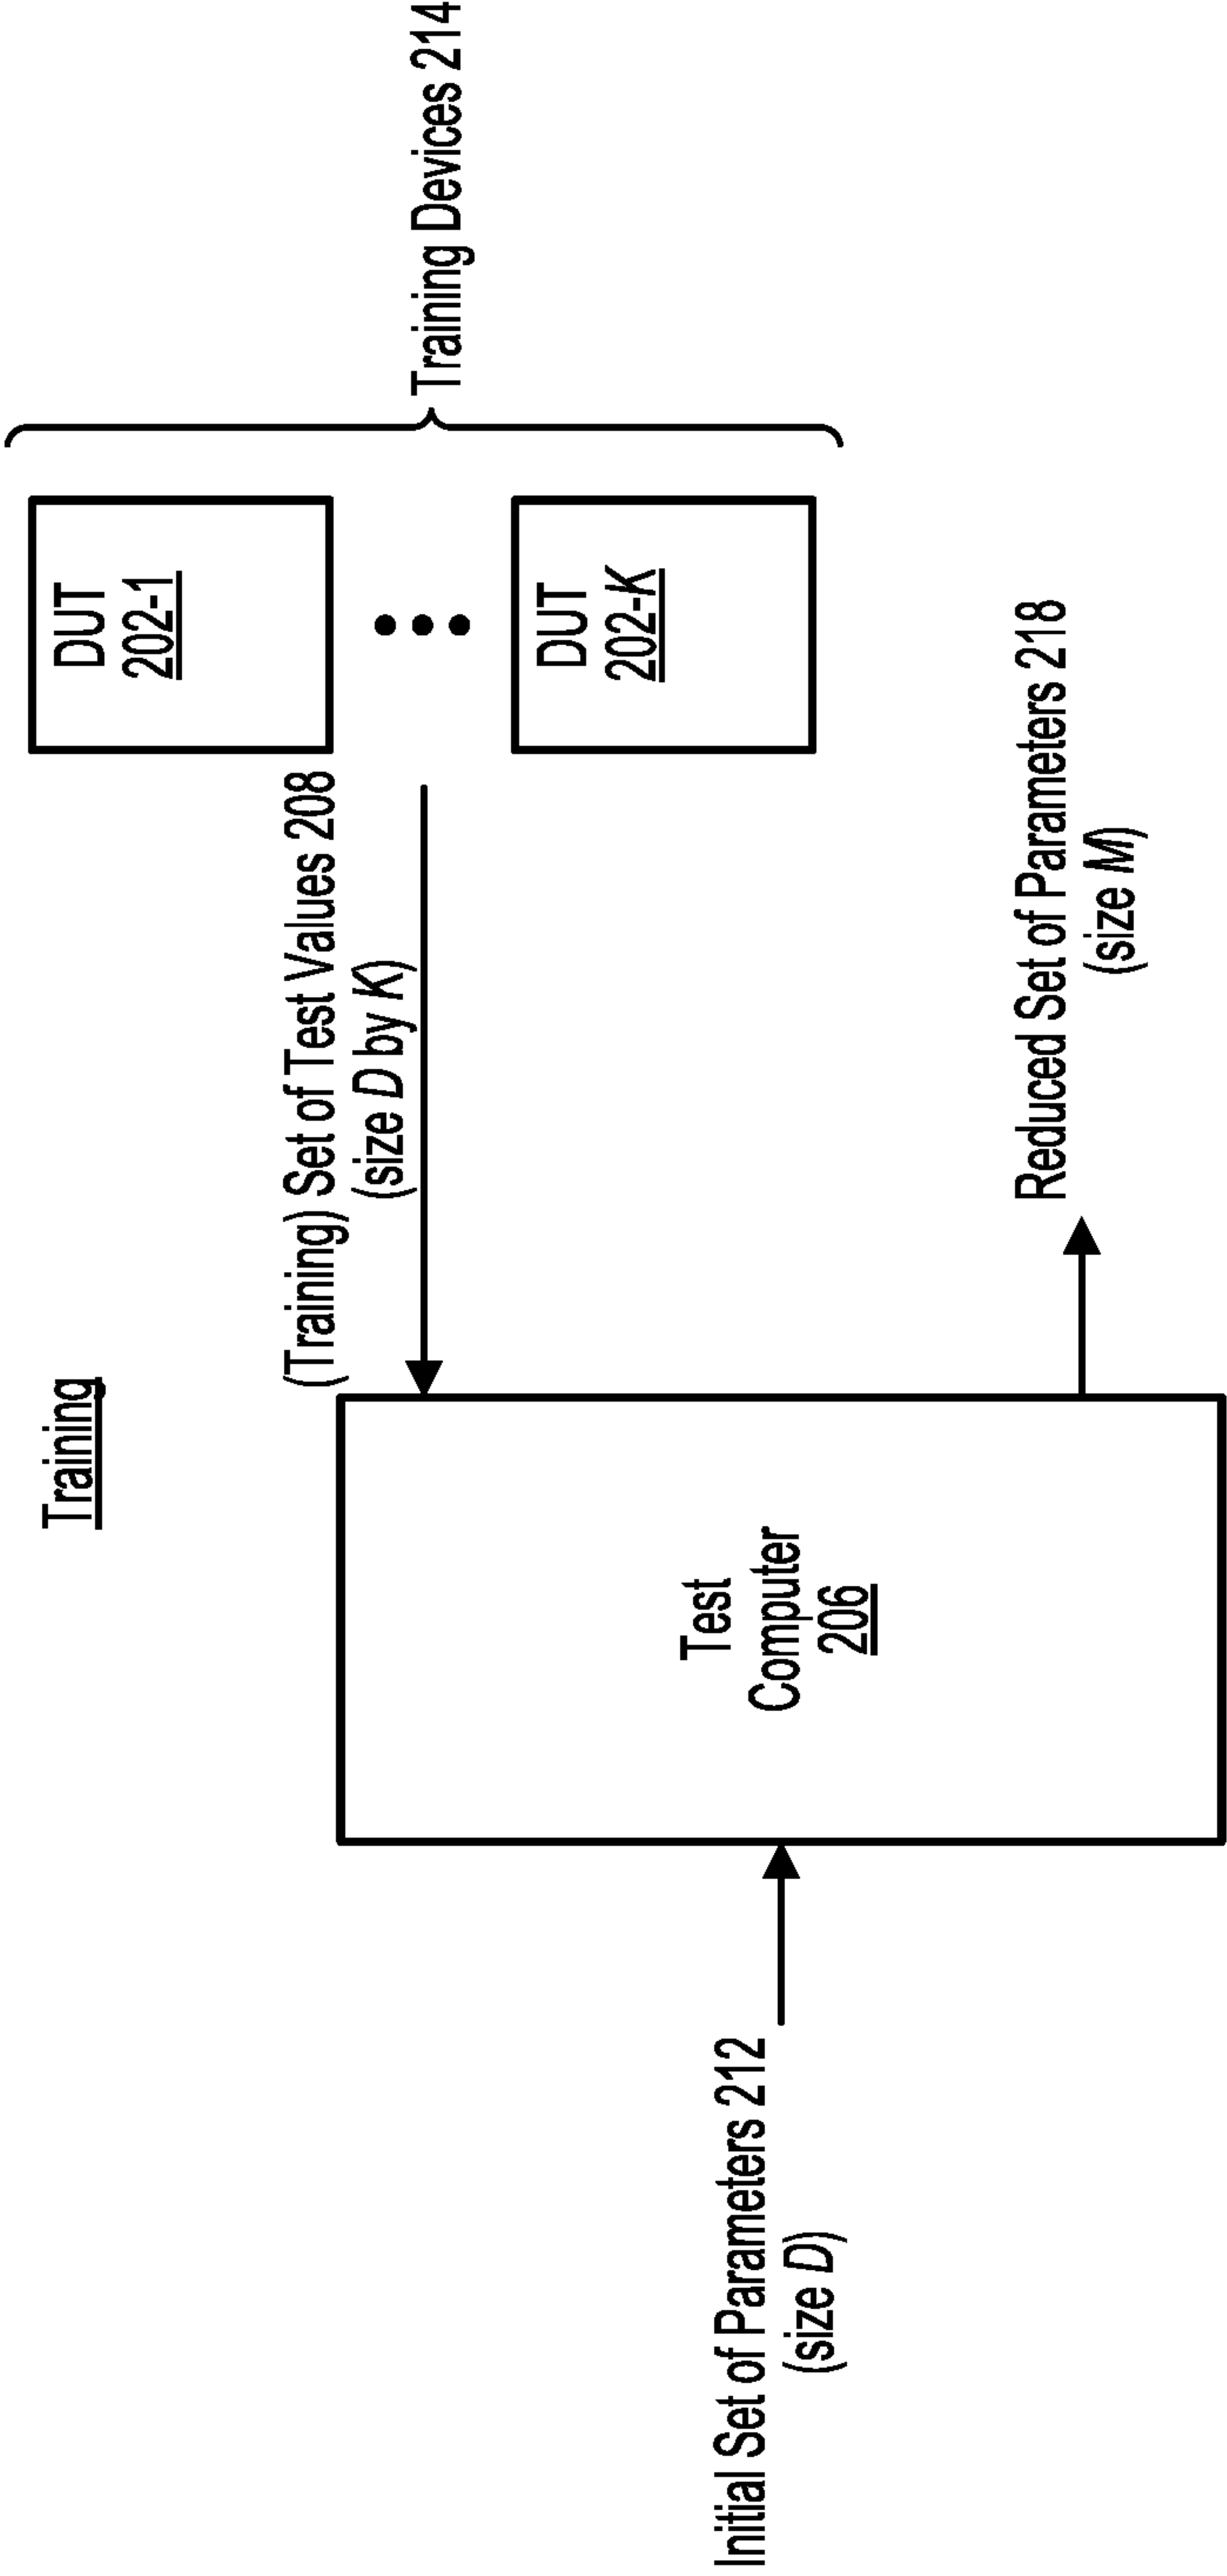 Training
DUT
202-1
DUT
202-K
Training Devices 214
(Training) Set of Test Values 208
(size D by K)
Test
Computer
206
Initial Set of Parameters 212
(size D)
Reduced Set of Parameters 218
(size M)